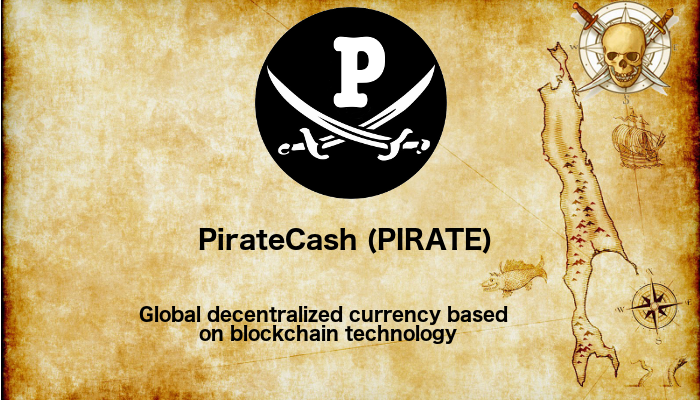 P
PirateCash (PIRATE)
Global decentralized currency based
on blockchain technology